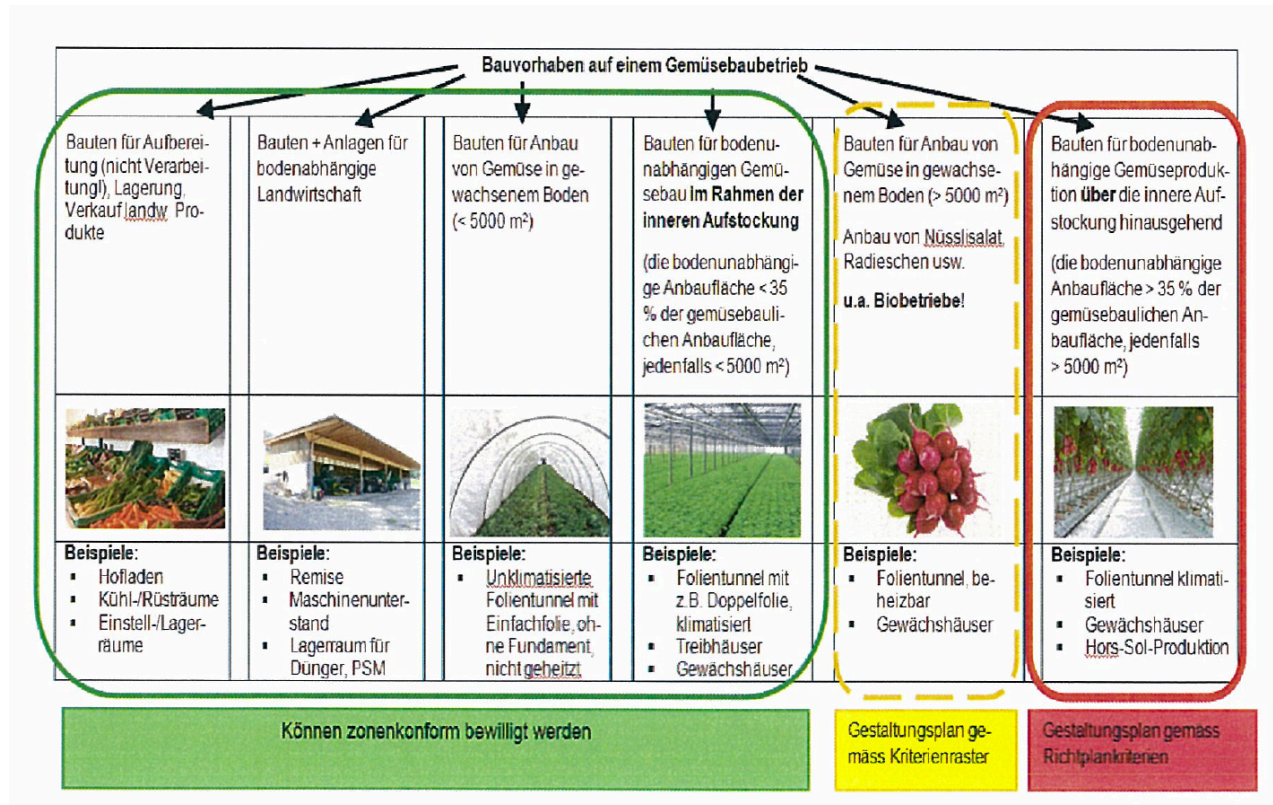 Bauvorhaben auf einem Gemüsebaubetrieb
Bauten für Aufberei-
tung (nicht Verarbei-
tung!), Lagerung,
Verkauf landw. Pro-
dukte
Bauten + Anlagen für
bodenabhängige
Landwirtschaft
Bauten für Anbau
von Gemüse in ge-
wachsenem Boden
(< 5000 m²)
Bauten für bodenu-
nabhängigen Gemü-
sebau im Rahmen der
inneren Aufstockung
(die bodenunabhängi-
ge Anbaufläche < 35
% der gemüsebauli-
chen Anbaufläche,
jedenfalls < 5000 m²)
Bauten für Anbau von
Gemüse in gewachse-
nem Boden (> 5000 m²)
Anbau von Nüsslisalat,
Radieschen usw.
u.a. Biobetriebe!
Bauten für bodenunab-
hängige Gemüseproduk-
tion über die innere Auf-
stockung hinausgehend
(die bodenunabhängige
Anbaufläche > 35 % der
gemüsebaulichen An-
baufläche, jedenfalls
> 5000 m²)
Beispiele:
▪ Hofladen
▪ Kühl-/Rüsträume
▪ Einstell-/Lager-
räume
Beispiele:
▪ Remise
▪ Maschinenunter-
stand
▪ Lagerraum für
Dünger, PSM
Beispiele:
▪ Unklimatisierte
Folientunnel mit
Einfachfolie, oh-
ne Fundament,
nicht geheitzt
Beispiele:
▪ Folientunnel mit
z.B. Doppelfolie,
klimatisiert
▪ Treibhäuser
▪ Gewächshäuser
Beispiele:
▪ Folientunnel, be-
heizbar
▪ Gewächshäuser
Beispiele:
▪ Folientunnel klimati-
siert
▪ Gewächshäuser
▪ Hors-Sol-Produktion
Können zonenkonform bewilligt werden
Gestaltungsplan ge-
mäss Kriterienraster
Gestaltungsplan gemäss
Richtplankriterien